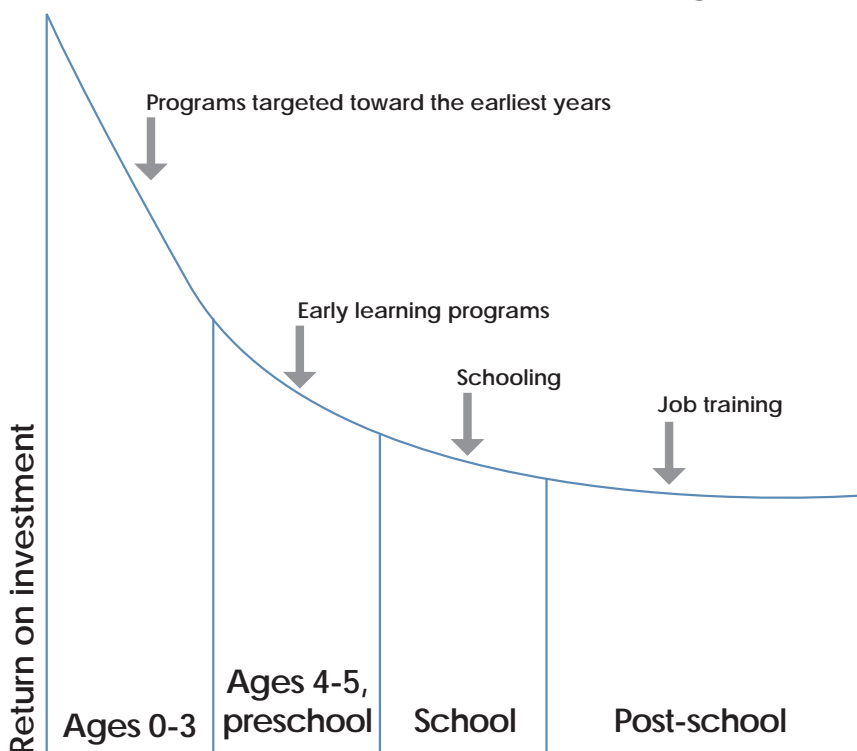 Programs targeted toward the earliest years
Early learning programs
Schooling
Job training
Return on investment
Ages 0-3
Ages 4-5,
preschool
School
Post-school